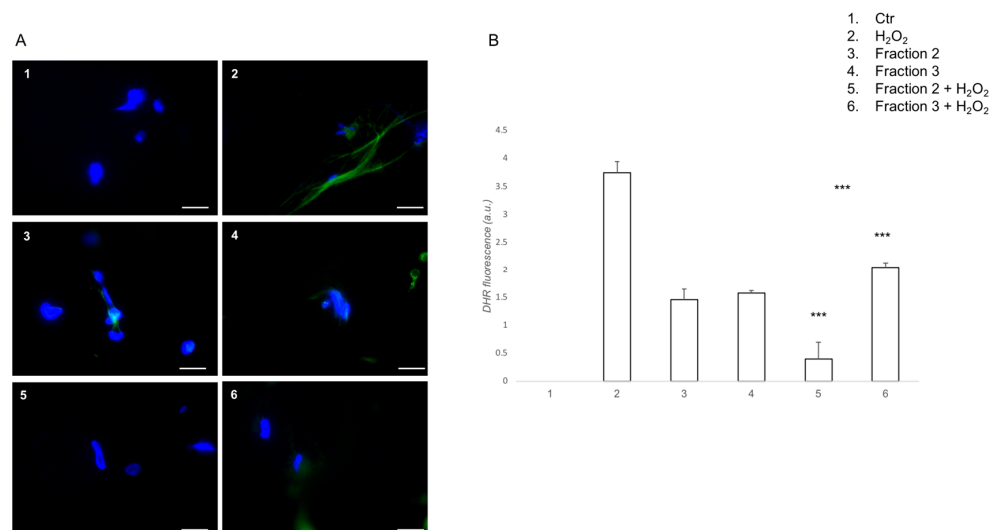 A
B
1. Ctr
2. H₂O₂
3. Fraction 2
4. Fraction 3
5. Fraction 2 + H₂O₂
6. Fraction 3 + H₂O₂
1
2
3
4
5
6
DHR fluorescence (a.u.)
4.5
4
3.5
3
2.5
2
1.5
1
0.5
0
***
***
***
1 2 3 4 5 6